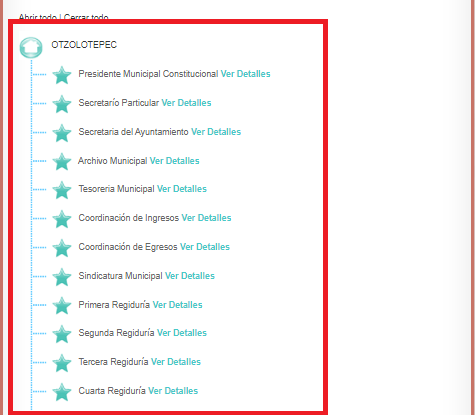 Abrir todo | Cerrar todo
OTZOLOTEPEC
Presidente Municipal Constitucional Ver Detalles
Secretarío Particular Ver Detalles
Secretaria del Ayuntamiento Ver Detalles
Archivo Municipal Ver Detalles
Tesoreria Municipal Ver Detalles
Coordinación de Ingresos Ver Detalles
Coordinación de Egresos Ver Detalles
Sindicatura Municipal Ver Detalles
Primera Regiduría Ver Detalles
Segunda Regiduría Ver Detalles
Tercera Regiduría Ver Detalles
Cuarta Regiduría Ver Detalles